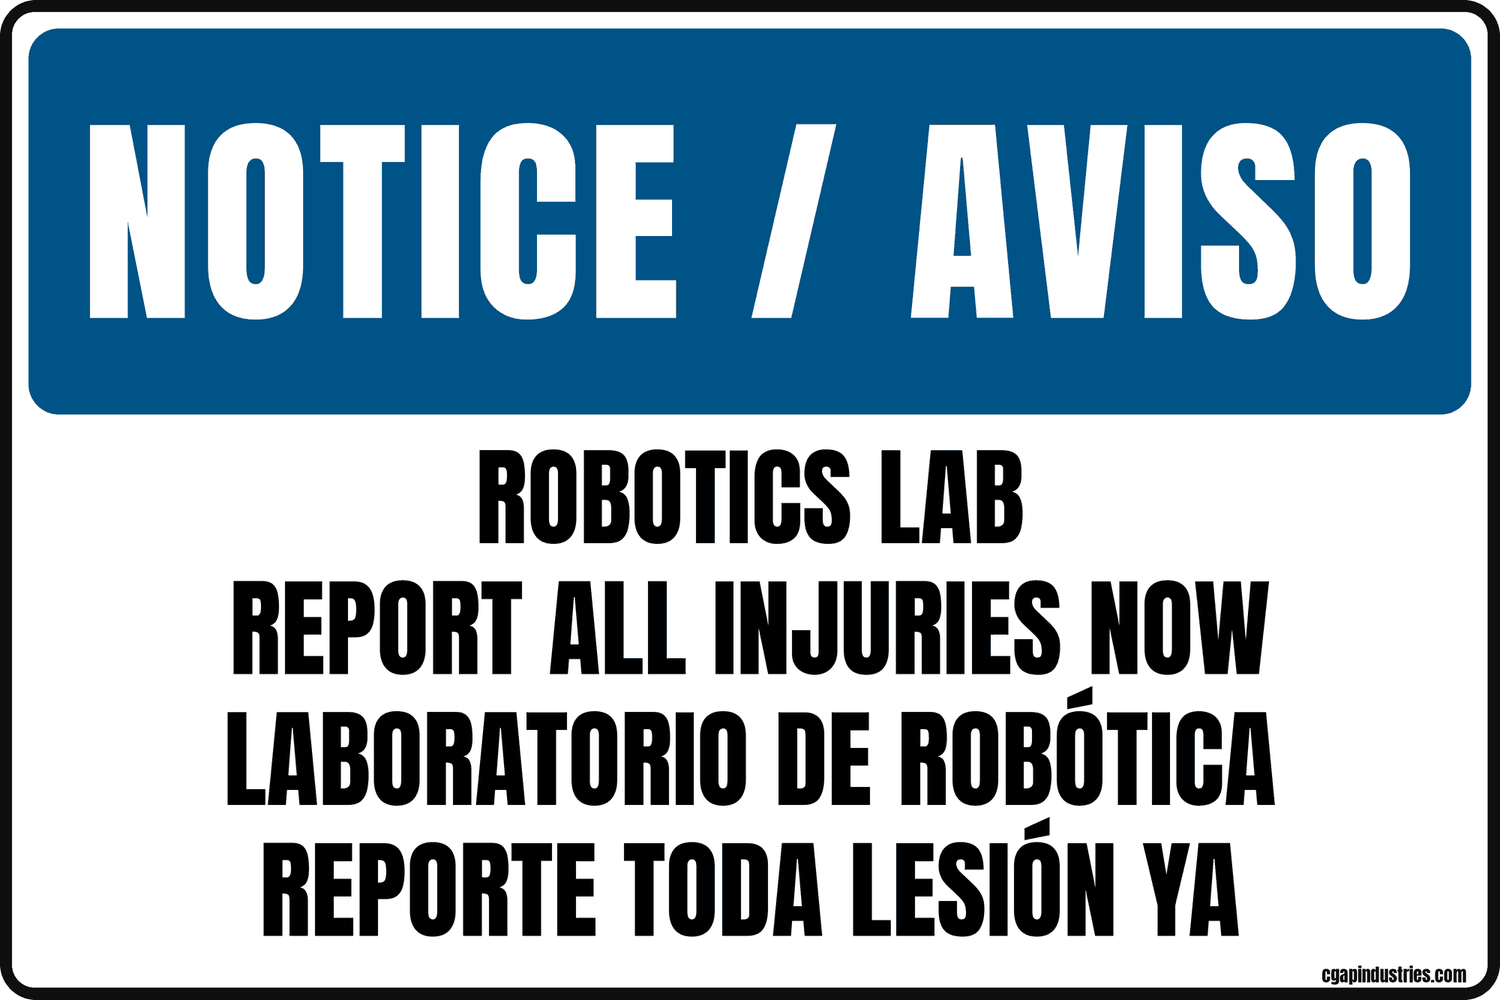 NOTICE / AVISO
ROBOTICS LAB
REPORT ALL INJURIES NOW
LABORATORIO DE ROBÓTICA
REPORTE TODA LESIÓN YA
cgapindustries.com